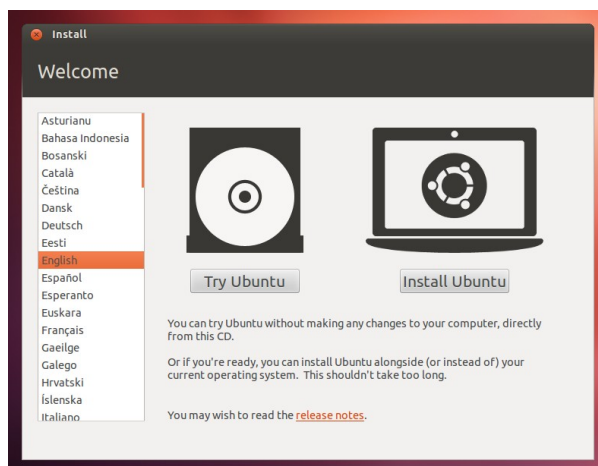 Install
Welcome
Asturianu
Bahasa Indonesia
Bosanski
Català
Čeština
Dansk
Deutsch
Eesti
English
Español
Esperanto
Euskara
Français
Gaeilge
Galego
Hrvatski
Íslenska
Italiano
Try Ubuntu
Install Ubuntu
You can try Ubuntu without making any changes to your computer, directly
from this CD.
Or if you're ready, you can install Ubuntu alongside (or instead of) your
current operating system. This shouldn't take too long.
You may wish to read the release notes.